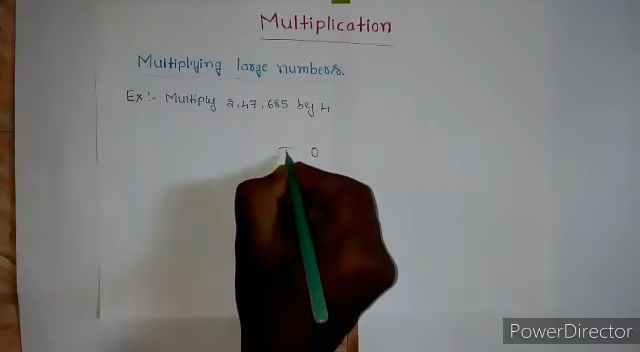 Multiplication
Multiplying large numbers.
Ex:- Multiply 2,47,685 by 4
T O
PowerDirector